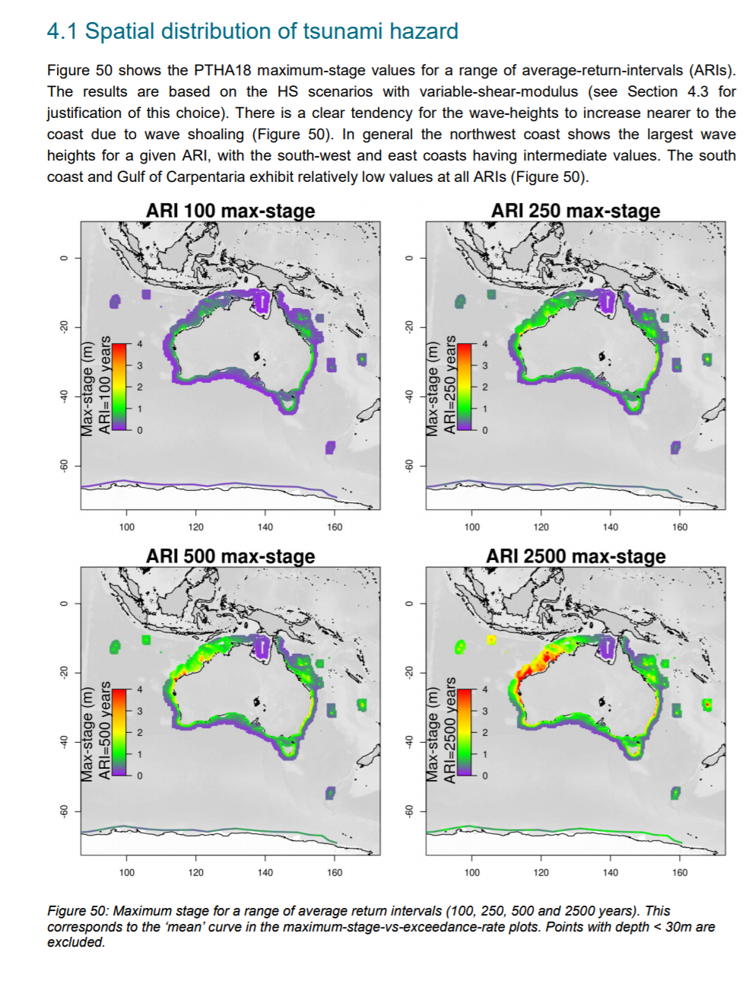 4.1 Spatial distribution of tsunami hazard
Figure 50 shows the PTHA18 maximum-stage values for a range of average-return-intervals (ARIs).
The results are based on the HS scenarios with variable-shear-modulus (see Section 4.3 for
justification of this choice). There is a clear tendency for the wave-heights to increase nearer to the
coast due to wave shoaling (Figure 50). In general the northwest coast shows the largest wave
heights for a given ARI, with the south-west and east coasts having intermediate values. The south
coast and Gulf of Carpentaria exhibit relatively low values at all ARIs (Figure 50).
ARI 100 max-stage
0
-20
-40
-60
Max-stage (m)
ARI=100 years
4
3
2
1
0
100 120 140 160
ARI 250 max-stage
0
-20
-40
-60
Max-stage (m)
ARI=250 years
4
3
2
1
0
100 120 140 160
ARI 500 max-stage
0
-20
-40
-60
Max-stage (m)
ARI=500 years
4
3
2
1
0
100 120 140 160
ARI 2500 max-stage
0
-20
-40
-60
Max-stage (m)
ARI=2500 years
4
3
2
1
0
100 120 140 160
Figure 50: Maximum stage for a range of average return intervals (100, 250, 500 and 2500 years). This
corresponds to the ‘mean’ curve in the maximum-stage-vs-exceedance-rate plots. Points with depth < 30m are
excluded.